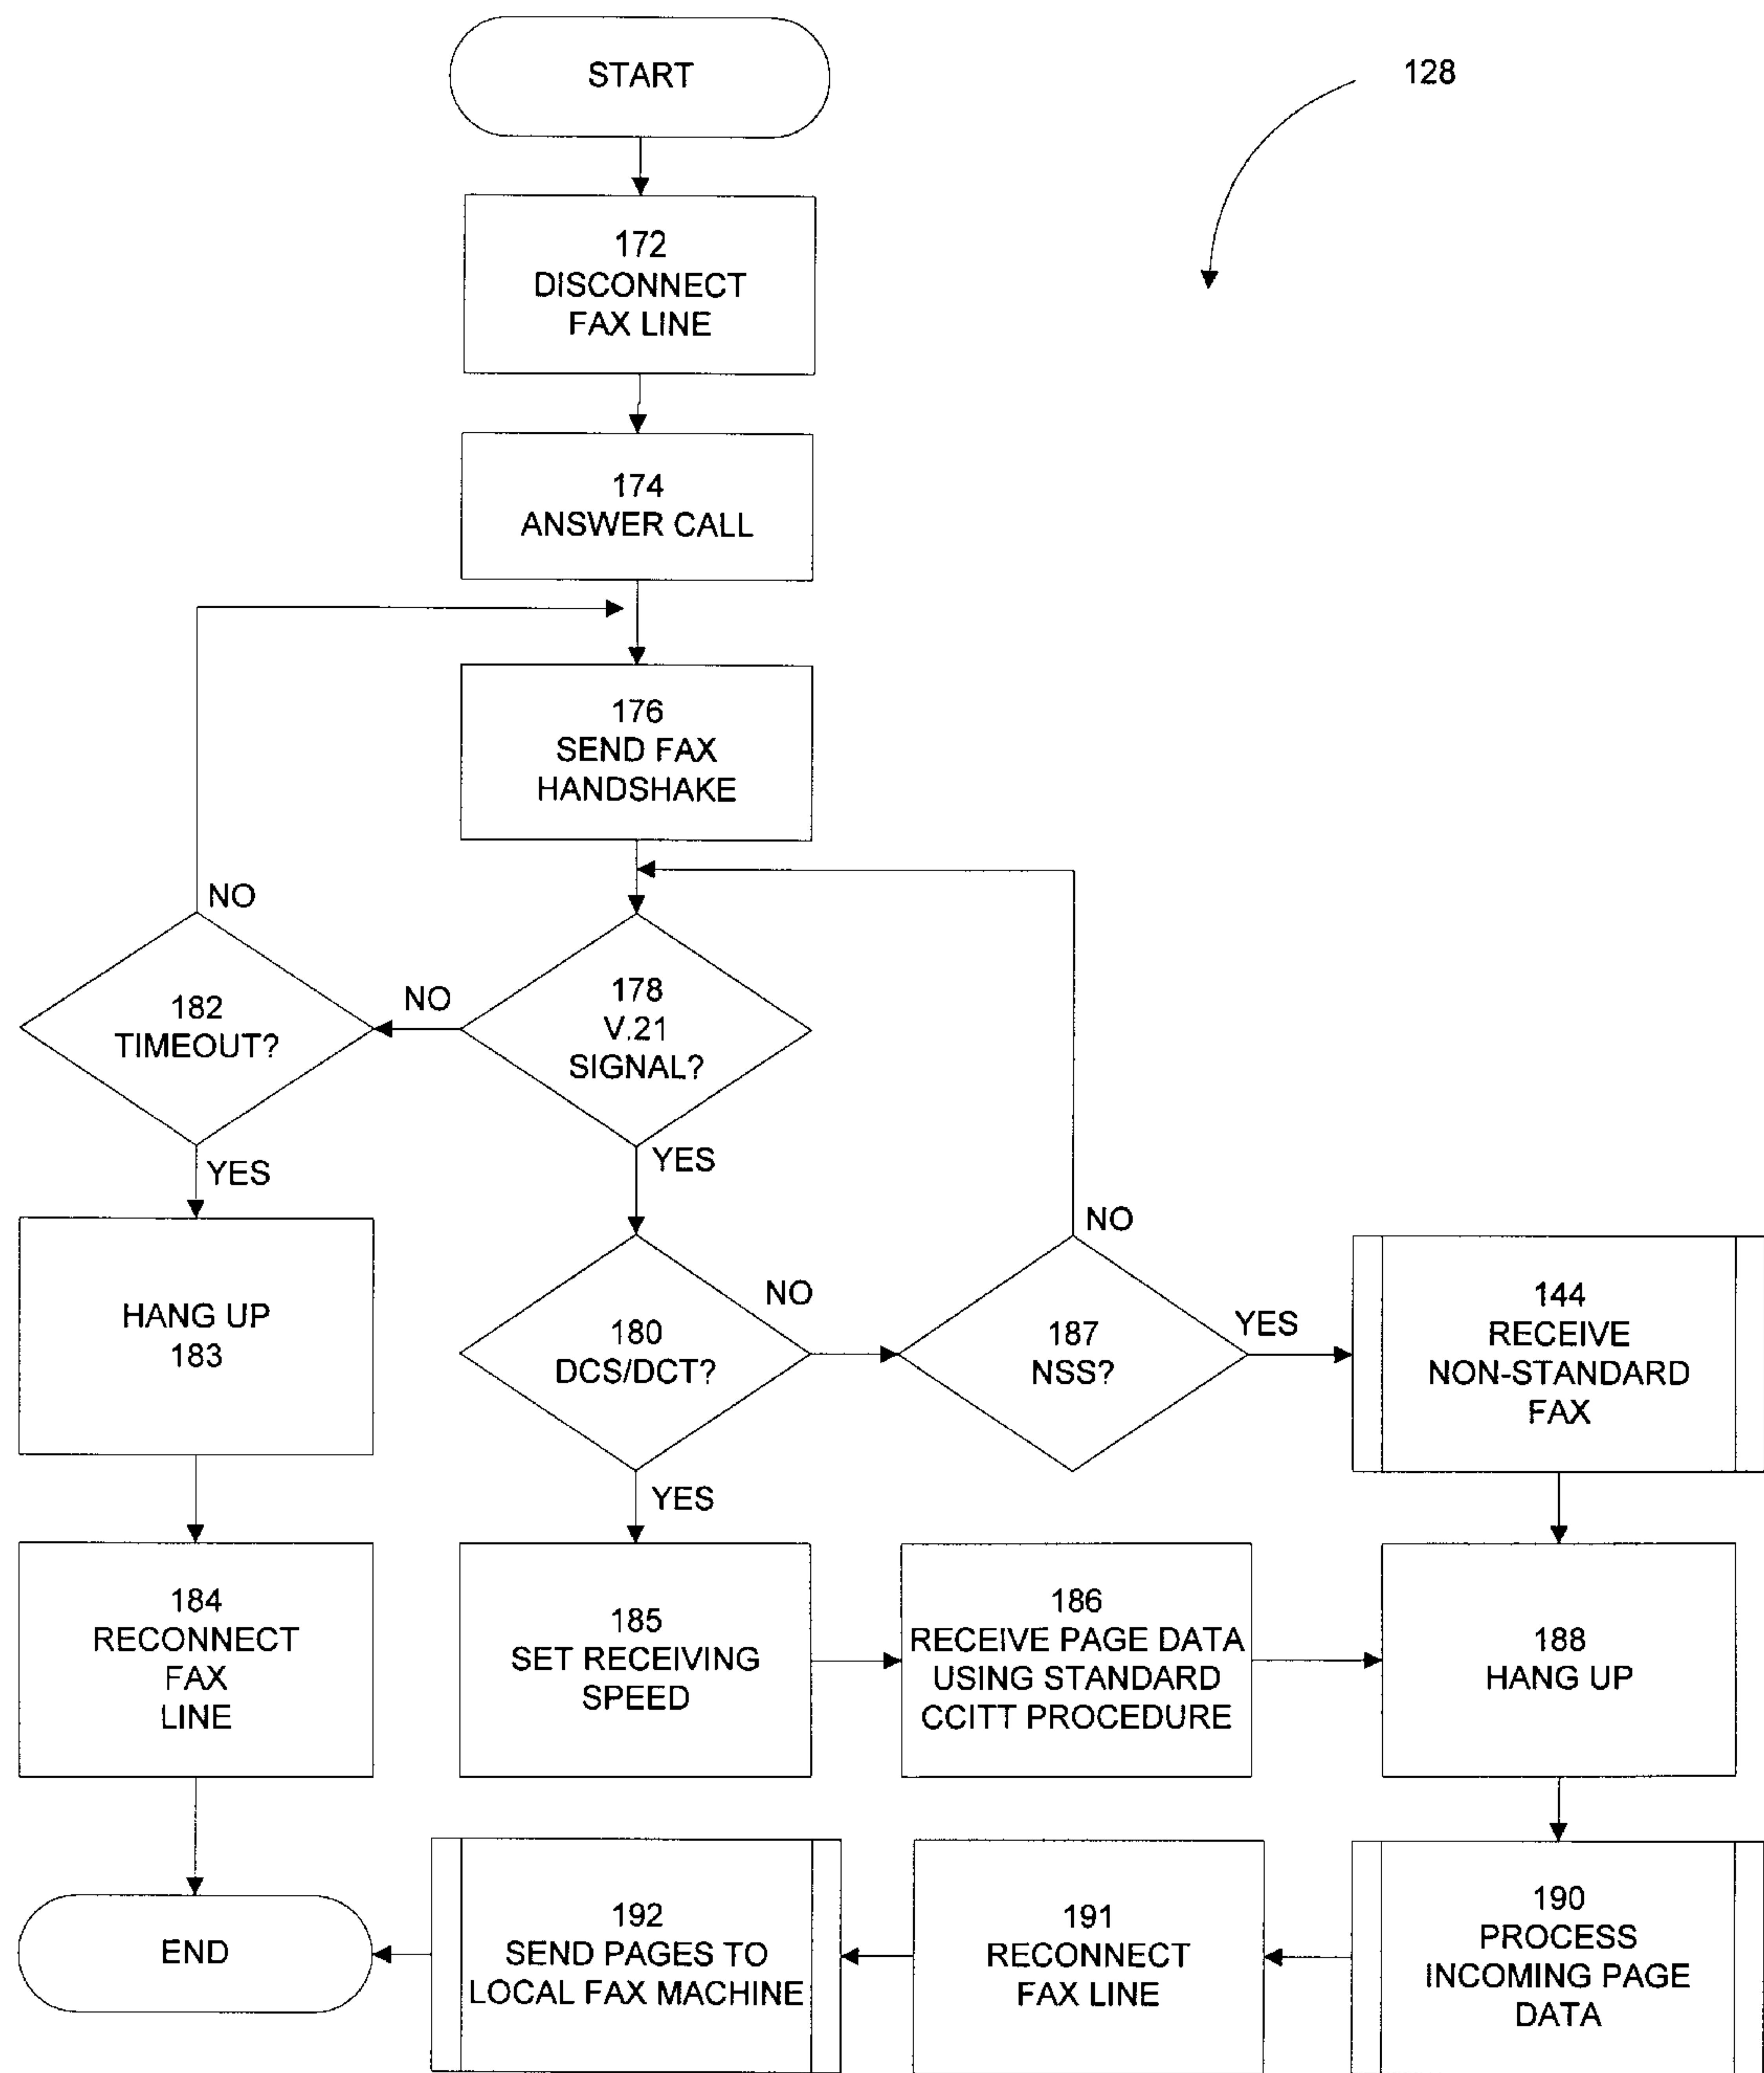 START
128
172
DISCONNECT
FAX LINE
174
ANSWER CALL
176
SEND FAX
HANDSHAKE
NO
182
TIMEOUT?
NO
178
V.21
SIGNAL?
YES
YES
HANG UP
183
180
DCS/DCT?
NO
NO
187
NSS?
YES
144
RECEIVE
NON-STANDARD
FAX
YES
184
RECONNECT
FAX
LINE
185
SET RECEIVING
SPEED
186
RECEIVE PAGE DATA
USING STANDARD
CCITT PROCEDURE
188
HANG UP
END
192
SEND PAGES TO
LOCAL FAX MACHINE
191
RECONNECT
FAX LINE
190
PROCESS
INCOMING PAGE
DATA